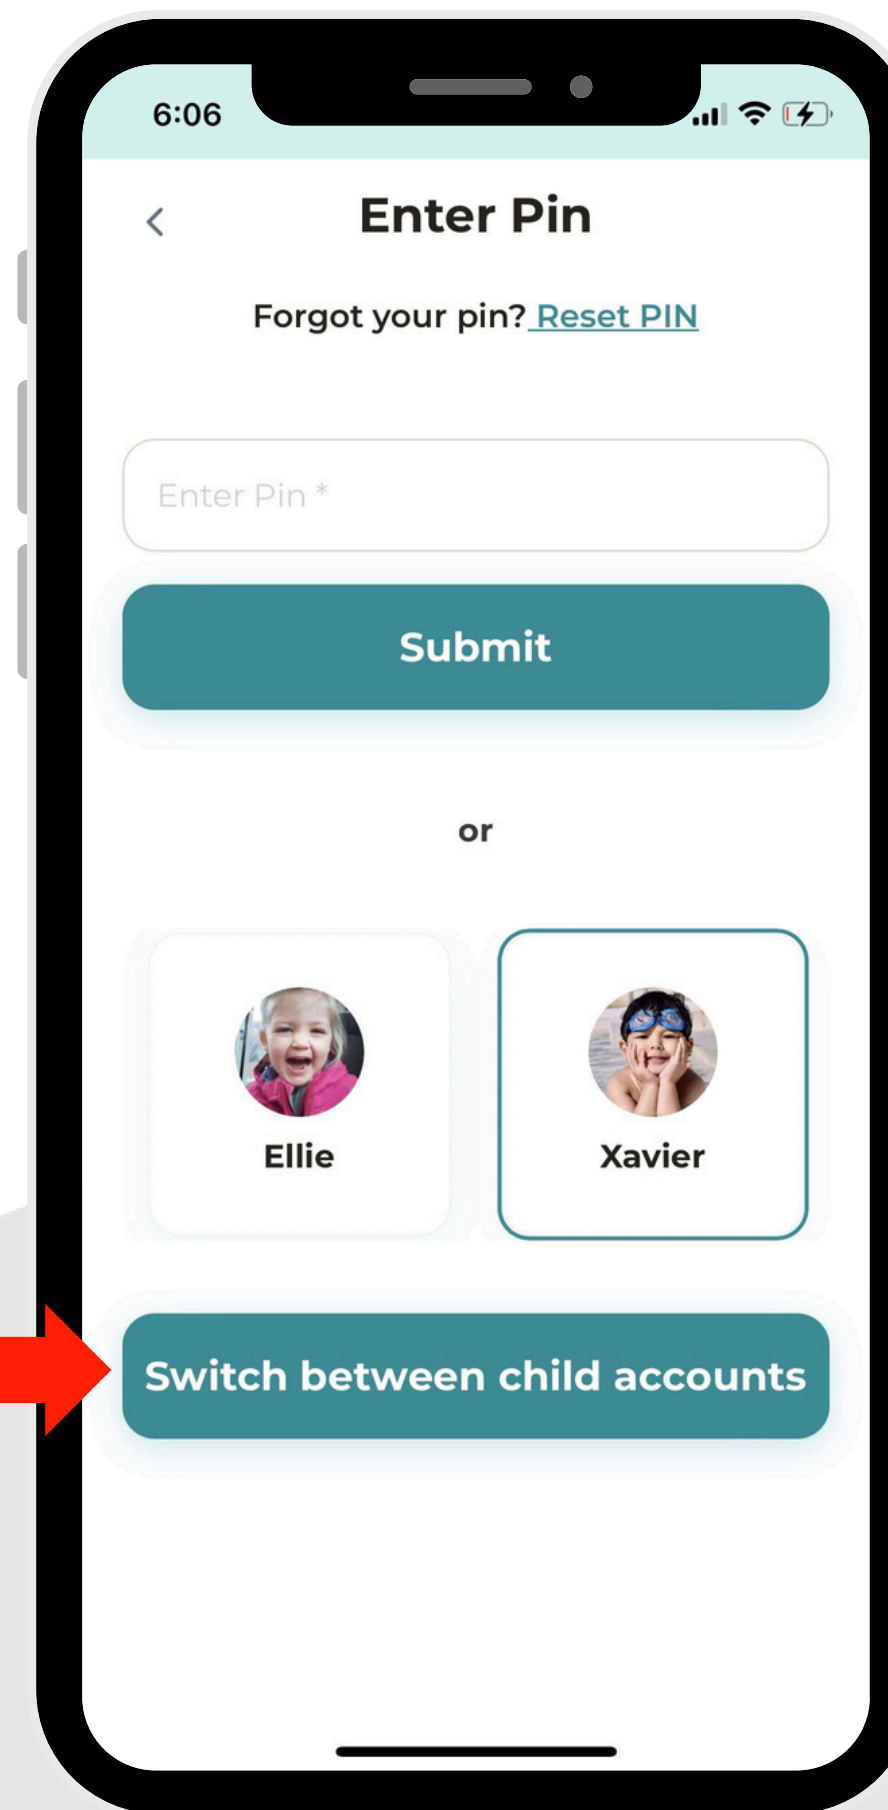 6:06
Enter Pin
Forgot your pin? Reset PIN
Enter Pin *
Submit
or
Ellie
Xavier
Switch between child accounts